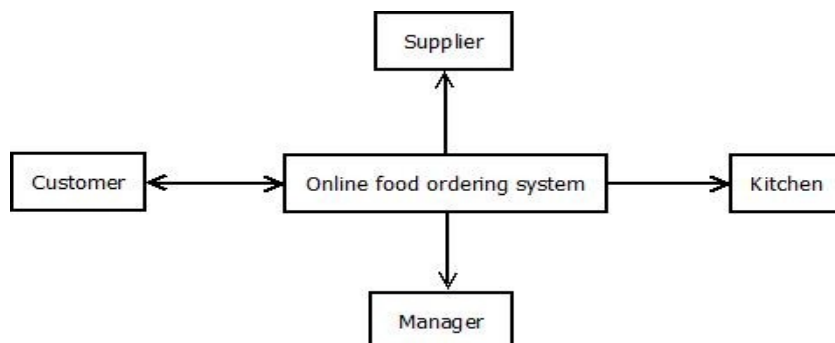 Supplier
Customer
Online food ordering system
Kitchen
Manager